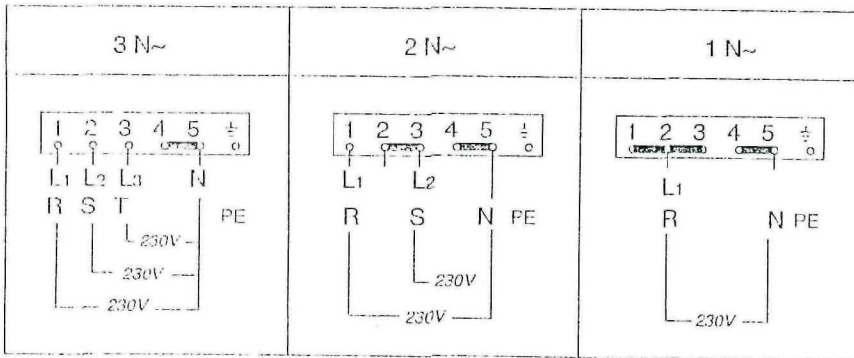 3 N~ 2 N~ 1 N~
1 2 3 4 5 1 2 3 4 5 1 2 3 4 5
L1 L2 L3 N L1 L2 L1
R S T PE R S N PE R N PE
230V
230V 230V
230V 230V 230V